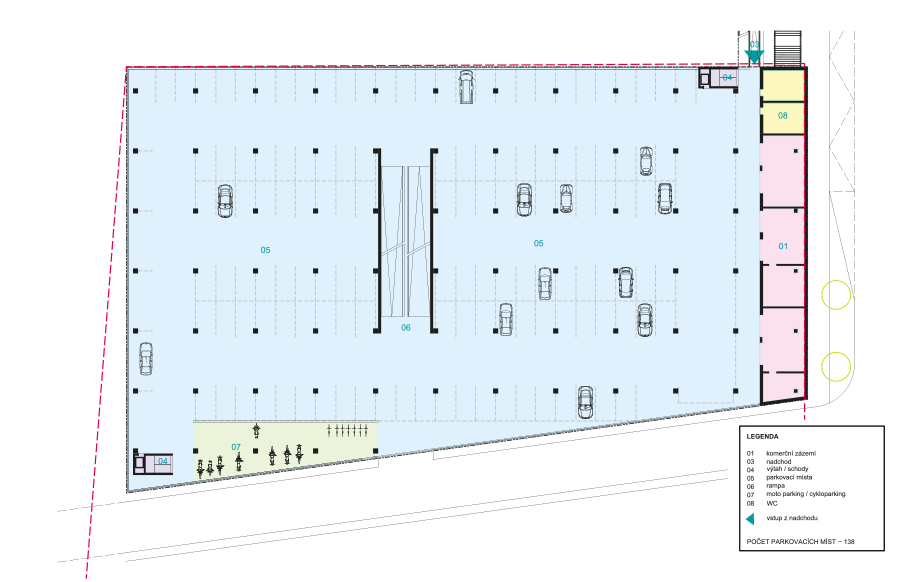 03
04
08
01
05
05
06
07
04
LEGENDA
01 komerční zázemí
03 nadchod
04 výtah / schody
05 parkovací místa
06 rampa
07 moto parking / cykloparking
08 WC
vstup z nadchodu
POČET PARKOVACÍCH MÍST – 138